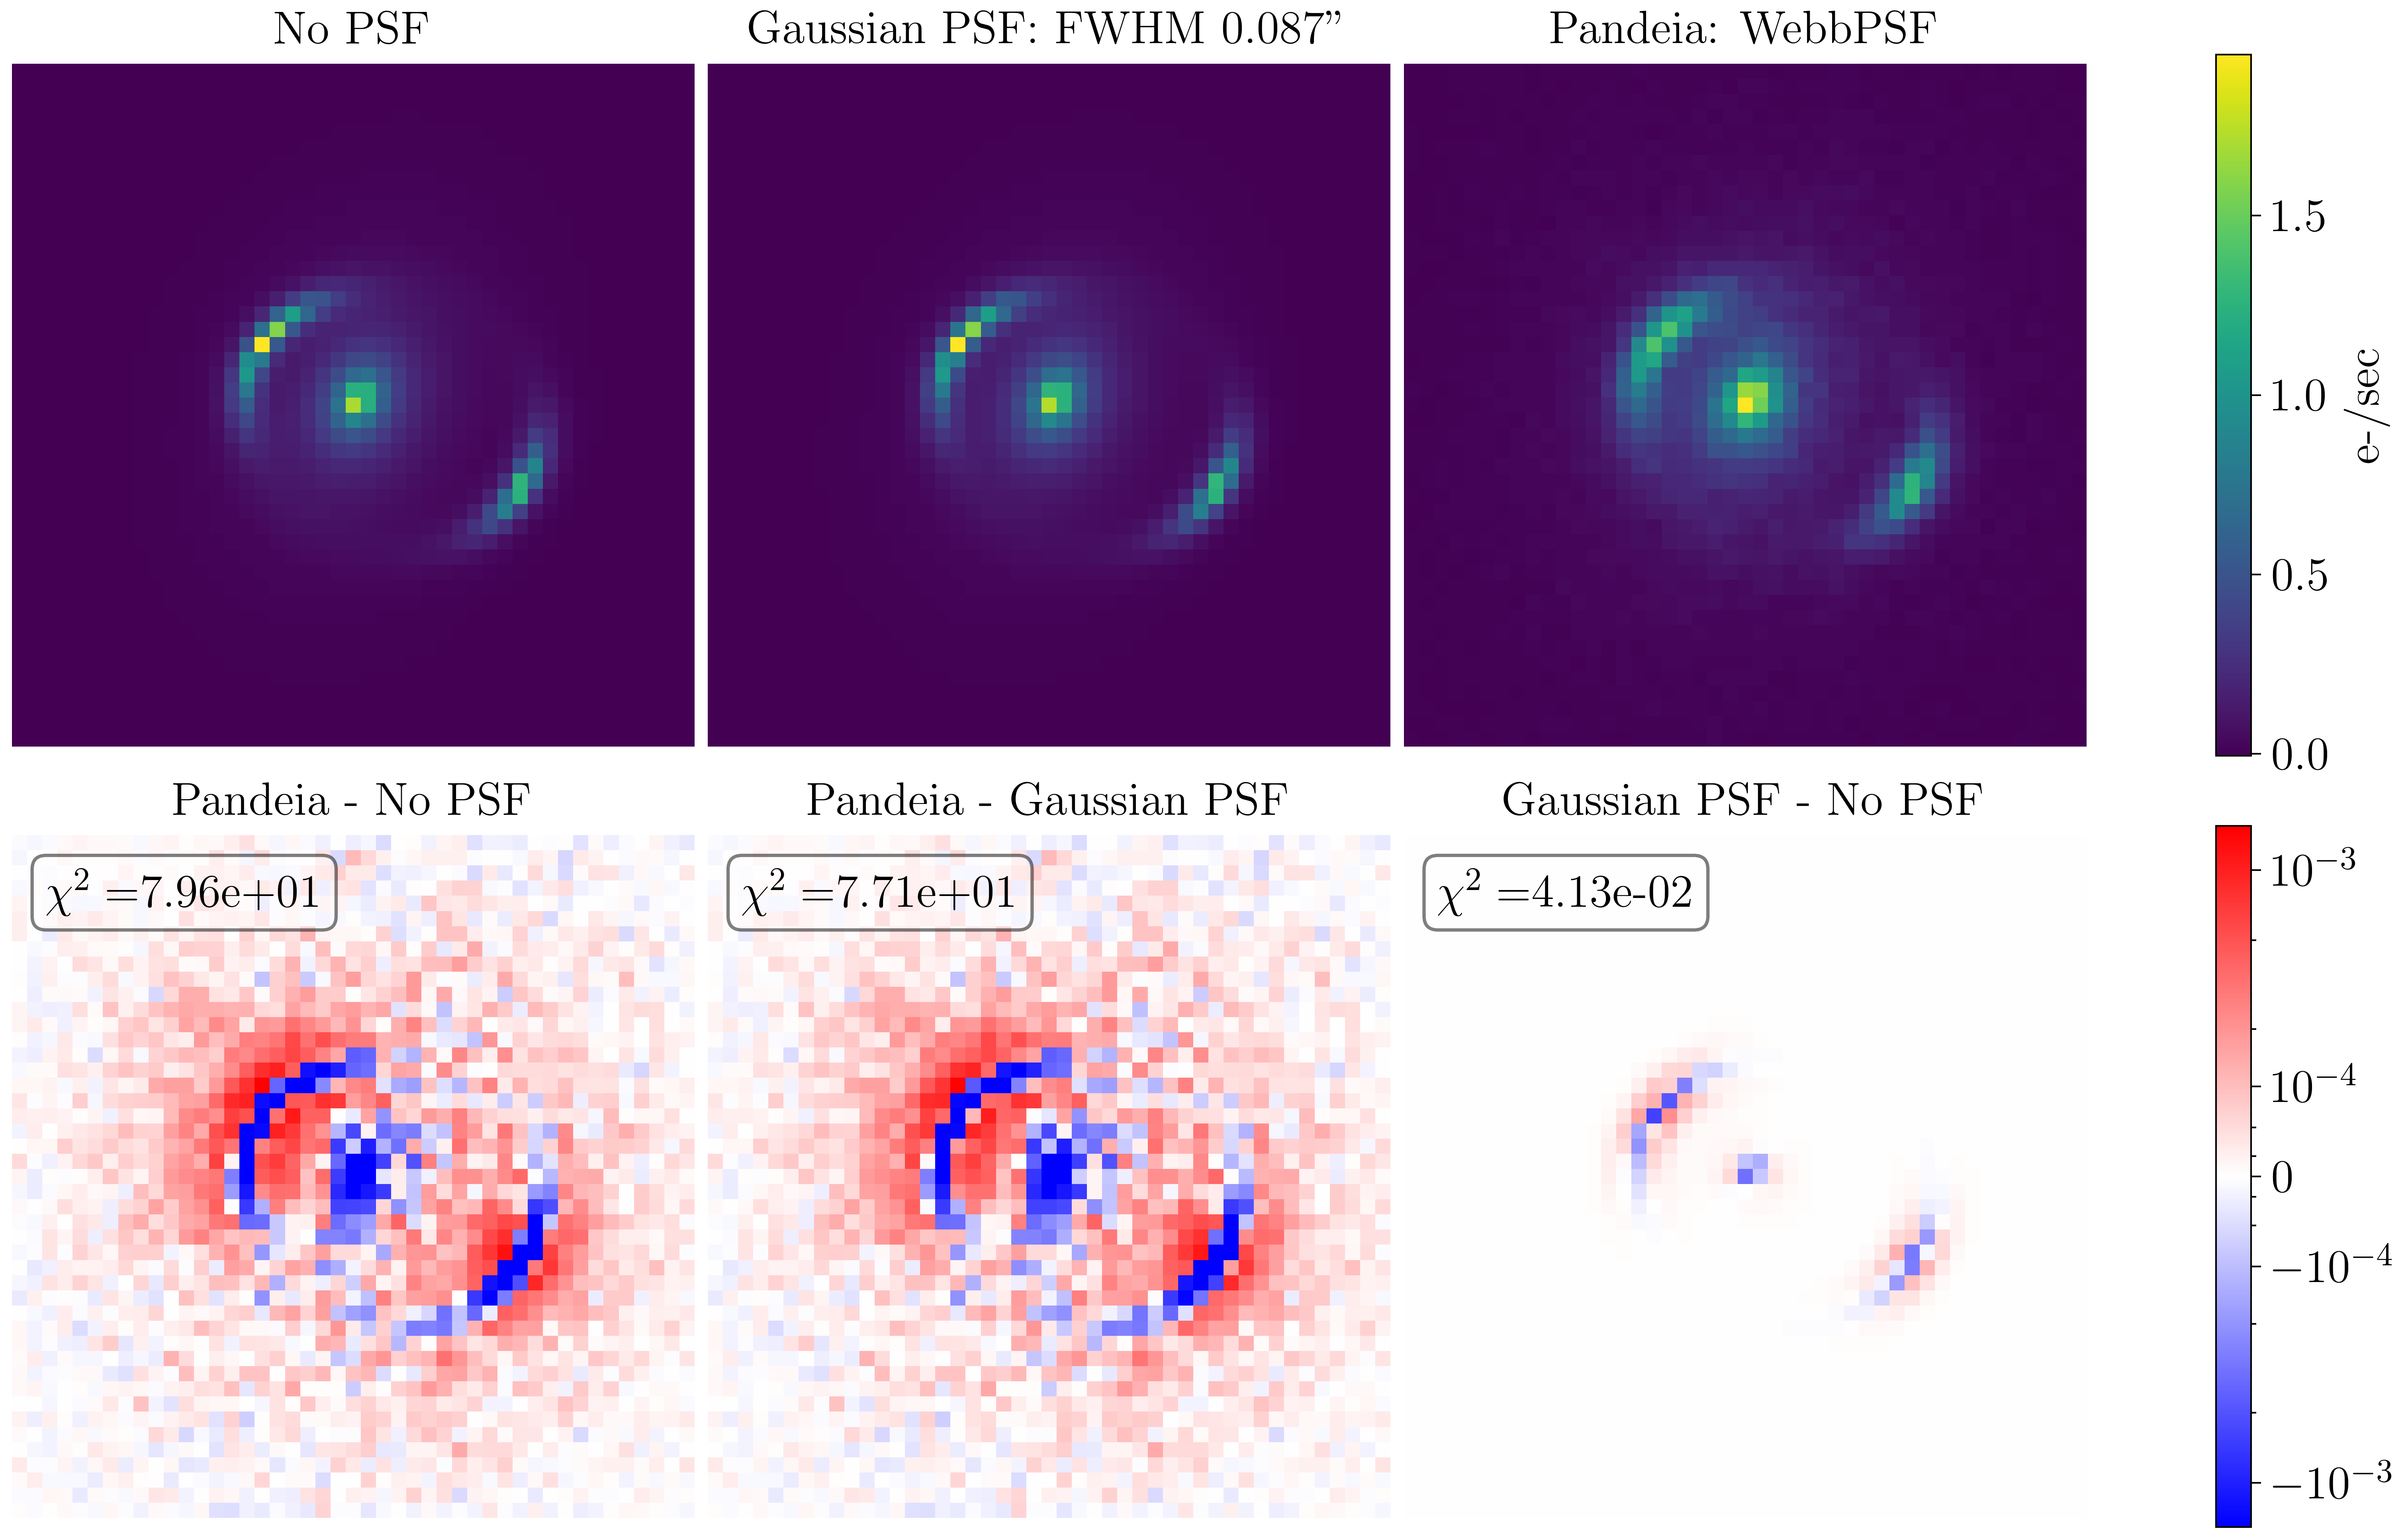 No PSF
Gaussian PSF: FWHM 0.087”
Pandeia: WebbPSF
1.5
1.0
0.5
0.0
e-/sec
Pandeia - No PSF
Pandeia - Gaussian PSF
Gaussian PSF - No PSF
χ² =7.96e+01
χ² =7.71e+01
χ² =4.13e-02
10⁻³
10⁻⁴
0
−10⁻⁴
−10⁻³